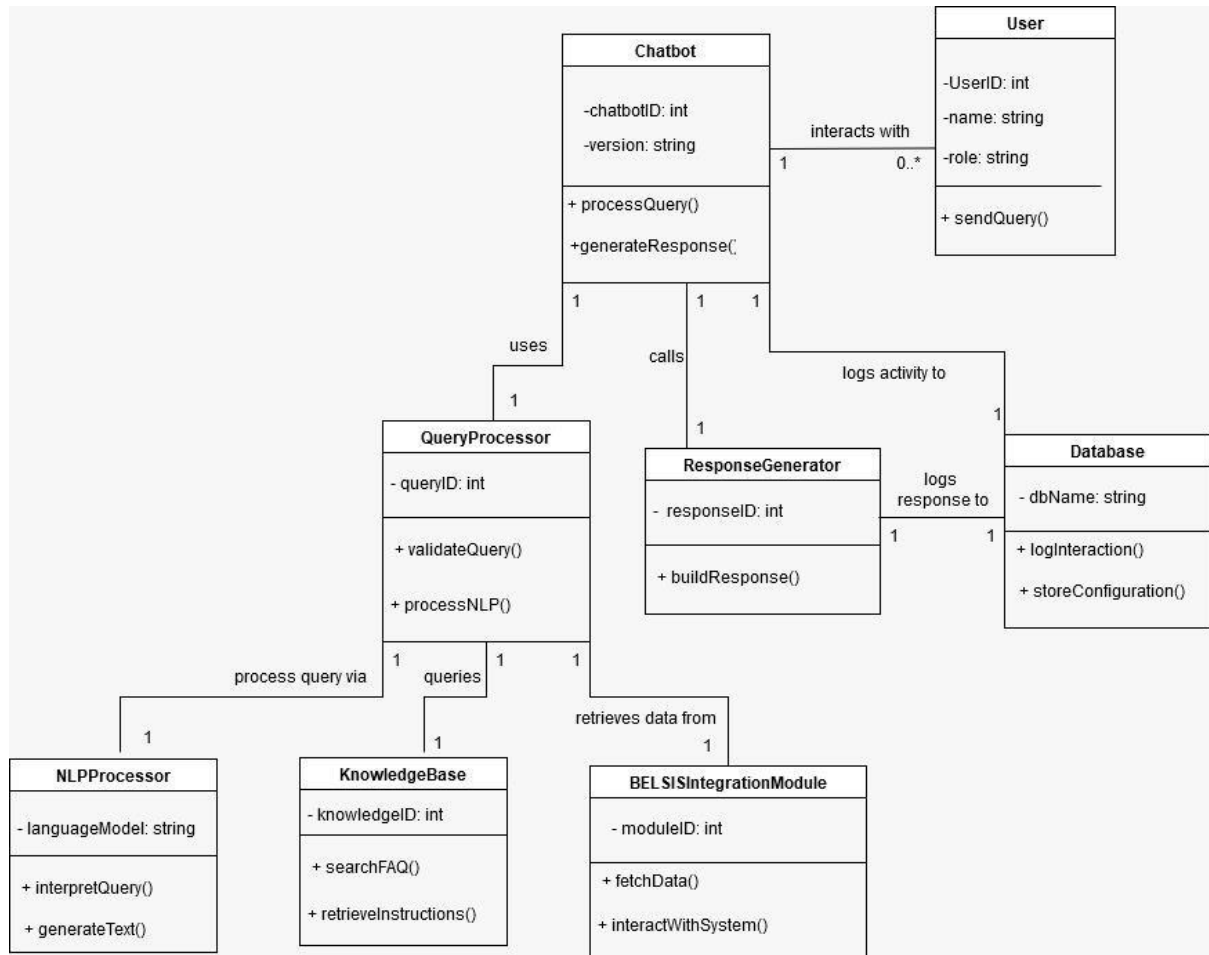 Chatbot
-chatbotID: int
-version: string
+ processQuery()
+generateResponse()
User
-UserID: int
-name: string
-role: string
+ sendQuery()
interacts with
1
0..*
1
1
1
uses
calls
logs activity to
1
1
1
QueryProcessor
- queryID: int
+ validateQuery()
+ processNLP()
ResponseGenerator
- responseID: int
+ buildResponse()
logs
response to
1
1
Database
- dbName: string
+ logInteraction()
+ storeConfiguration()
1
1
1
process query via
queries
retrieves data from
1
1
1
NLPProcessor
- languageModel: string
+ interpretQuery()
+ generateText()
KnowledgeBase
- knowledgeID: int
+ searchFAQ()
+ retrieveInstructions()
BELSISIntegrationModule
- moduleID: int
+ fetchData()
+ interactWithSystem()